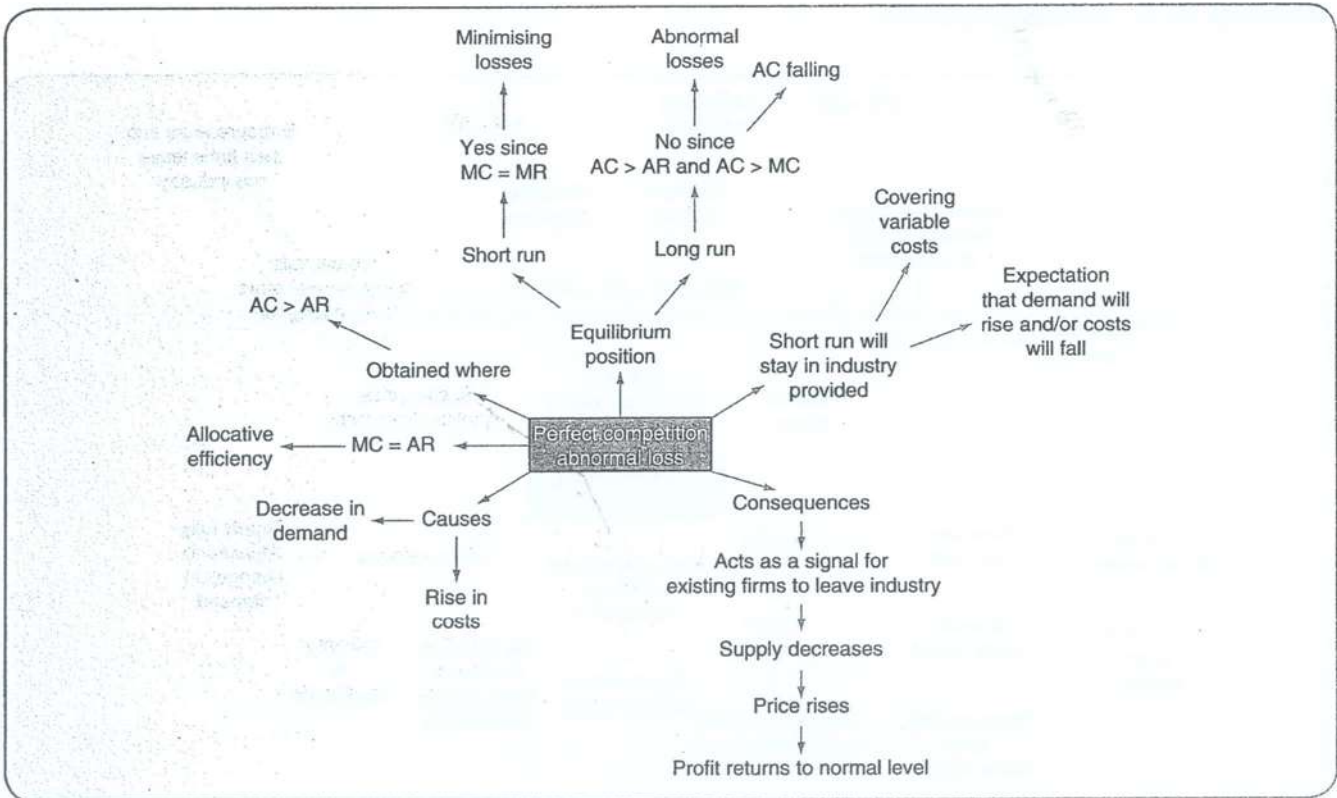 Minimising
losses
Abnormal
losses
AC falling
Yes since
MC = MR
No since
AC > AR and AC > MC
Covering
variable
costs
Short run
Long run
Expectation
that demand will
rise and/or costs
will fall
AC > AR
Equilibrium
position
Short run will
stay in industry
provided
Obtained where
Allocative
efficiency
MC = AR
Perfect competition
abnormal loss
Decrease in
demand
Causes
Consequences
Rise in
costs
Acts as a signal for
existing firms to leave industry
Supply decreases
Price rises
Profit returns to normal level